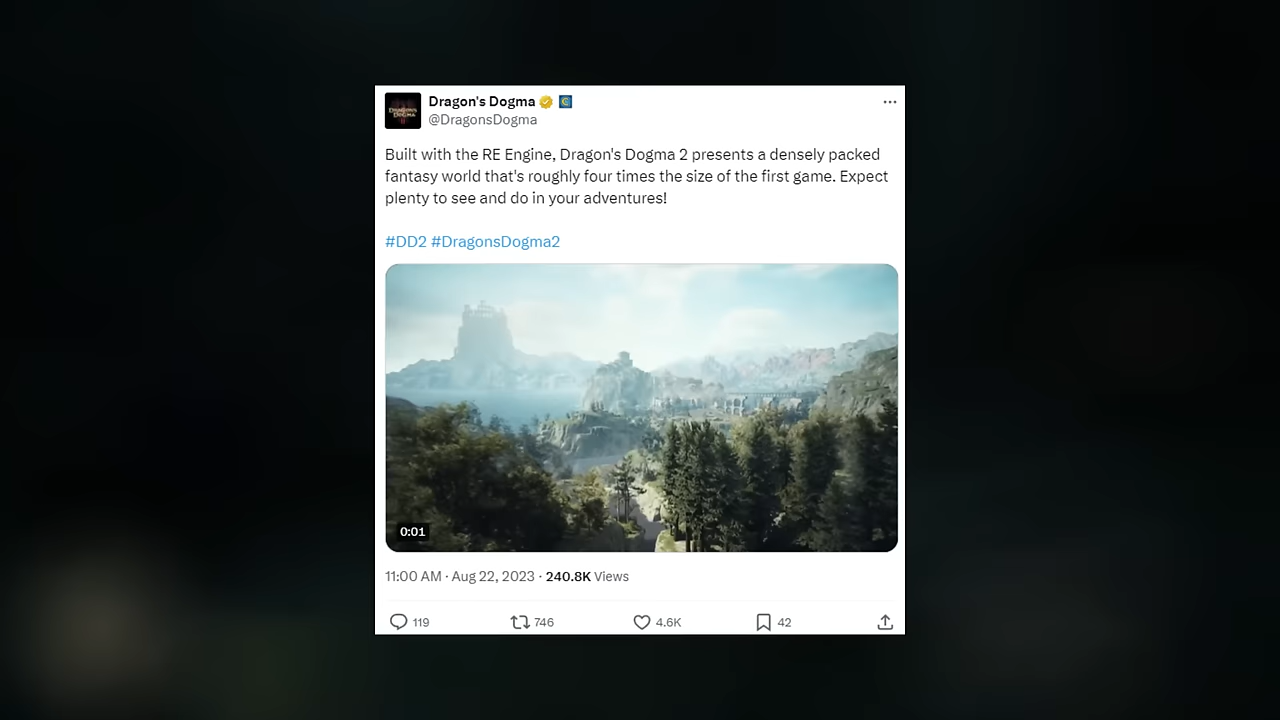 Dragon's Dogma
@DragonsDogma
Built with the RE Engine, Dragon's Dogma 2 presents a densely packed
fantasy world that's roughly four times the size of the first game. Expect
plenty to see and do in your adventures!
#DD2 #DragonsDogma2
0:01
11:00 AM · Aug 22, 2023 · 240.8K Views
119 746 4.6K 42